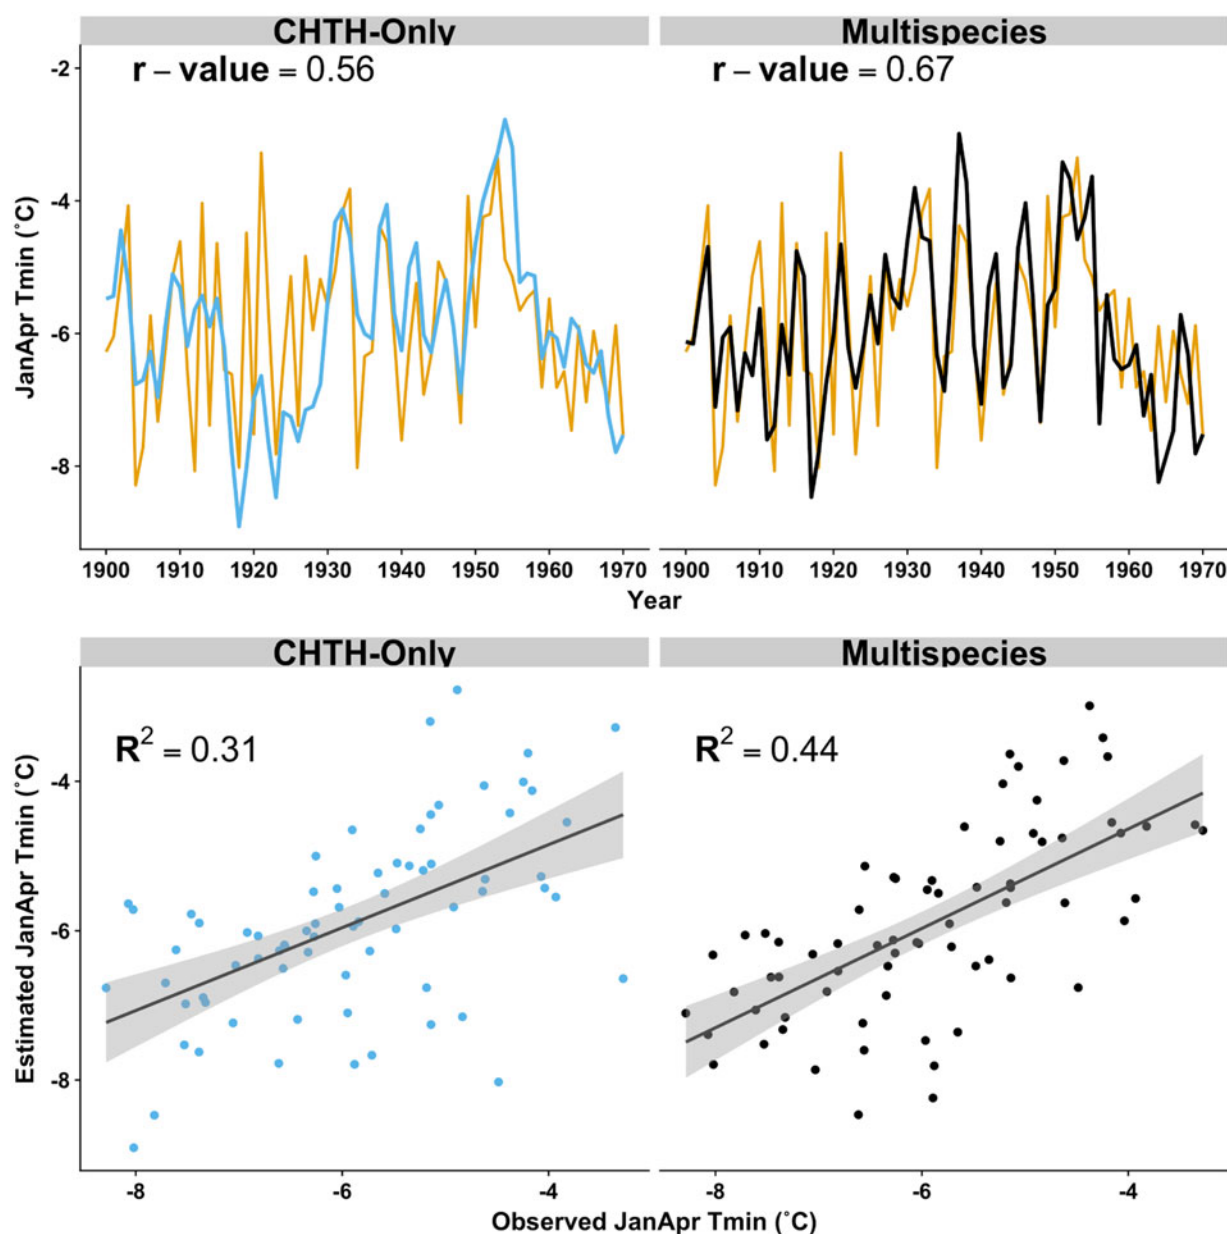 CHTH-Only Multispecies
r – value = 0.56 r – value = 0.67
JanApr Tmin (˚C)
-2
-4
-6
-8
1900 1910 1920 1930 1940 1950 1960 1970 1900 1910 1920 1930 1940 1950 1960 1970
Year
CHTH-Only Multispecies
R² = 0.31 R² = 0.44
Estimated JanApr Tmin (˚C)
-4
-6
-8
-8 -6 -4 -8 -6 -4
Observed JanApr Tmin (˚C)